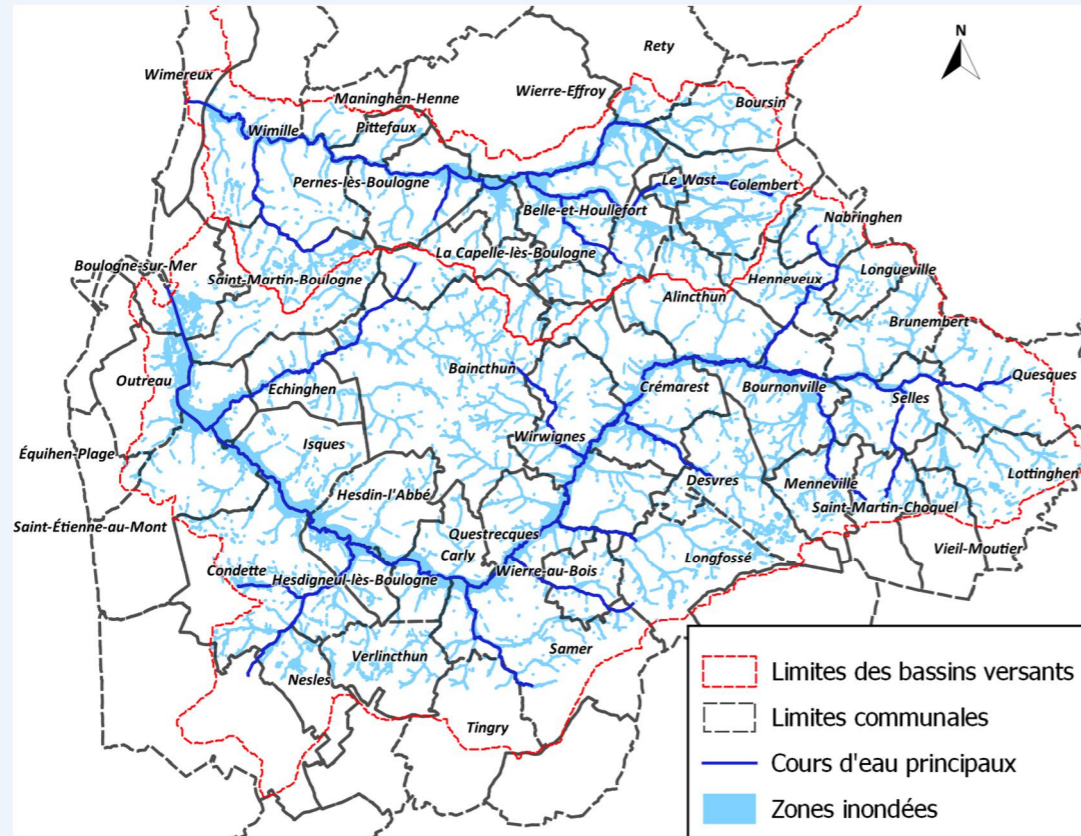 N
Rety
Wimereux
Wierre-Effroy
Maninghen-Henne
Boursin
Pittefaux
Wimille
Le Wast
Colembert
Pernes-lès-Boulogne
Belle-et-Houllefort
Nabringhen
La Capelle-lès-Boulogne
Boulogne-sur-Mer
Saint-Martin-Boulogne
Henneveux
Longueville
Alincthun
Brunembert
Baincthun
Quesques
Outreau
Echinghen
Crémarest
Bournonville
Selles
Wirwignes
Isques
Équihen-Plage
Lottinghen
Desvres
Menneville
Hesdin-l'Abbé
Saint-Martin-Choquel
Saint-Étienne-au-Mont
Questrecques
Carly
Longfossé
Vieil-Moutier
Condette
Hesdigneul-lès-Boulogne
Wierre-au-Bois
Samer
Verlincthun
Nesles
Tingry
Limites des bassins versants
Limites communales
Cours d'eau principaux
Zones inondées